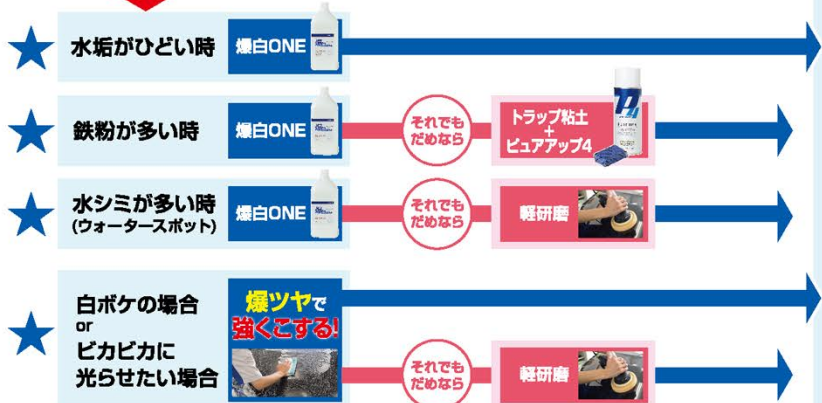 水垢がひどい時
爆白ONE
鉄粉が多い時
爆白ONE
それでも
だめなら
トラップ粘土
+
ピュアアップ4
水シミが多い時
(ウォータースポット)
爆白ONE
それでも
だめなら
軽研磨
白ボケの場合
or
ビカビカに
光らせたい場合
爆ツヤで
強くこする!
それでも
だめなら
軽研磨